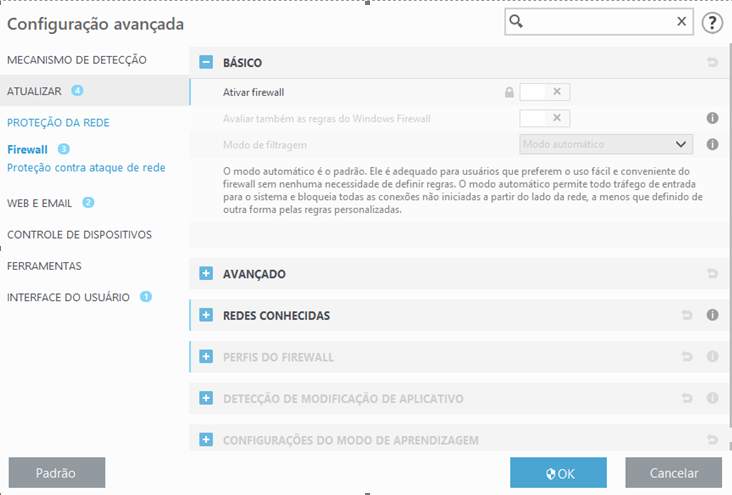 Configuração avançada
×
?
MECANISMO DE DETECÇÃO
ATUALIZAR 4
PROTEÇÃO DA REDE
Firewall 3
Proteção contra ataque de rede
WEB E EMAIL 2
CONTROLE DE DISPOSITIVOS
FERRAMENTAS
INTERFACE DO USUÁRIO 1
BÁSICO
Ativar firewall
Avaliar também as regras do Windows Firewall
Modo de filtragem Modo automático
O modo automático é o padrão. Ele é adequado para usuários que preferem o uso fácil e conveniente do
firewall sem nenhuma necessidade de definir regras. O modo automático permite todo tráfego de entrada
para o sistema e bloqueia todas as conexões não iniciadas a partir do lado da rede, a menos que definido de
outra forma pelas regras personalizadas.
AVANÇADO
REDES CONHECIDAS
PERFIS DO FIREWALL
DETECÇÃO DE MODIFICAÇÃO DE APLICATIVO
CONFIGURAÇÕES DO MODO DE APRENDIZAGEM
Padrão
OK
Cancelar